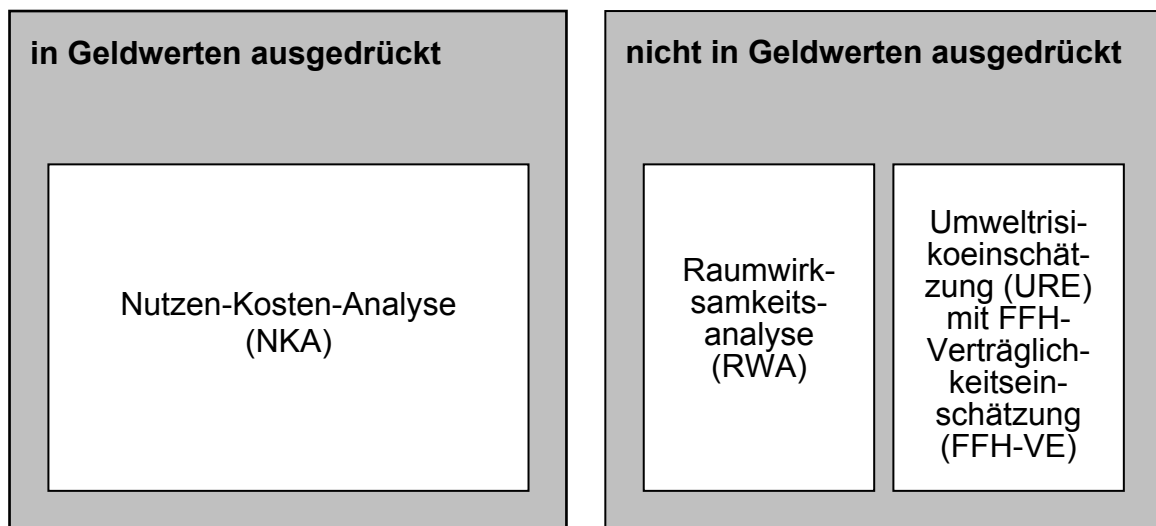 in Geldwerten ausgedrückt
Nutzen-Kosten-Analyse
(NKA)
nicht in Geldwerten ausgedrückt
Raumwirk-
samkeits-
analyse
(RWA)
Umweltrisi-
koeinschät-
zung (URE)
mit FFH-
Verträglich-
keitsein-
schätzung
(FFH-VE)